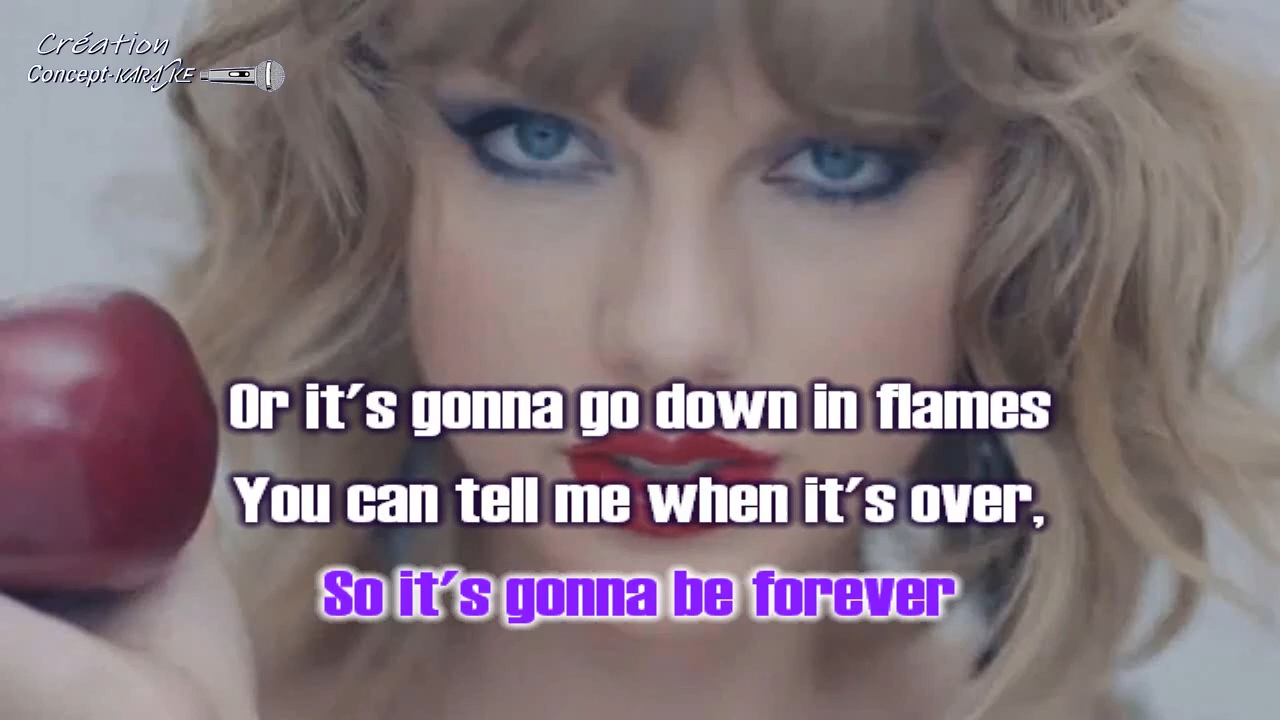 Création
Concept-KARAOKE
Or it's gonna go down in flames
You can tell me when it's over,
So it's gonna be forever